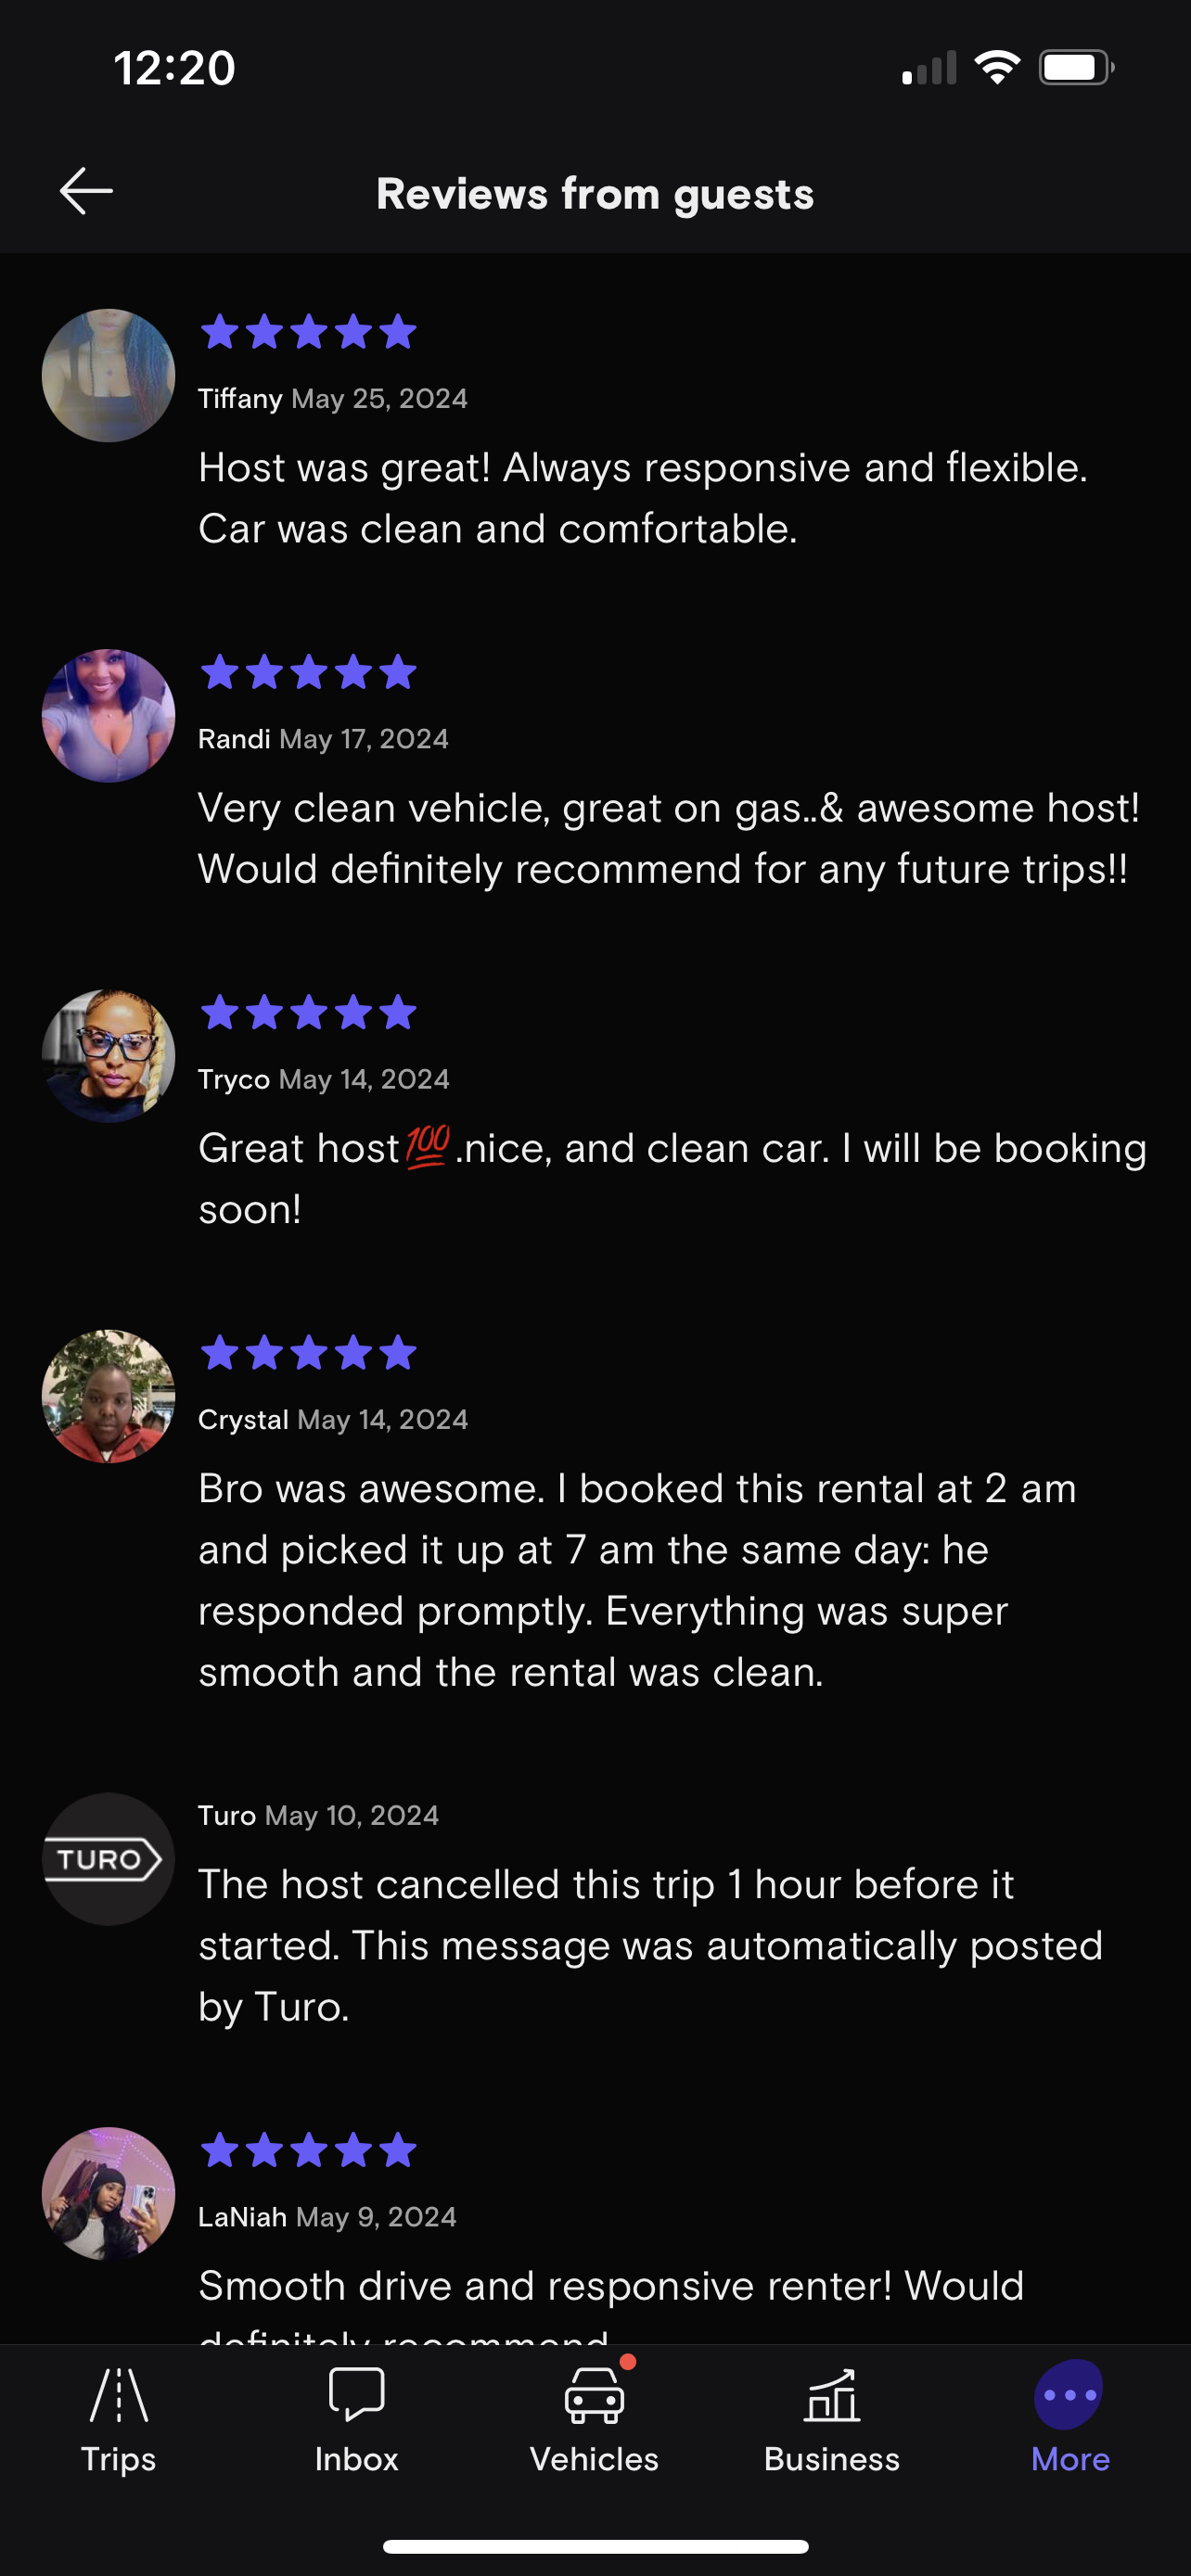 12:20
Reviews from guests
Tiffany May 25, 2024
Host was great! Always responsive and flexible.
Car was clean and comfortable.
Randi May 17, 2024
Very clean vehicle, great on gas..& awesome host!
Would definitely recommend for any future trips!!
Tryco May 14, 2024
Great host💯.nice, and clean car. I will be booking
soon!
Crystal May 14, 2024
Bro was awesome. I booked this rental at 2 am
and picked it up at 7 am the same day: he
responded promptly. Everything was super
smooth and the rental was clean.
TURO
Turo May 10, 2024
The host cancelled this trip 1 hour before it
started. This message was automatically posted
by Turo.
LaNiah May 9, 2024
Smooth drive and responsive renter! Would
definitely recommend
Trips
Inbox
Vehicles
Business
More